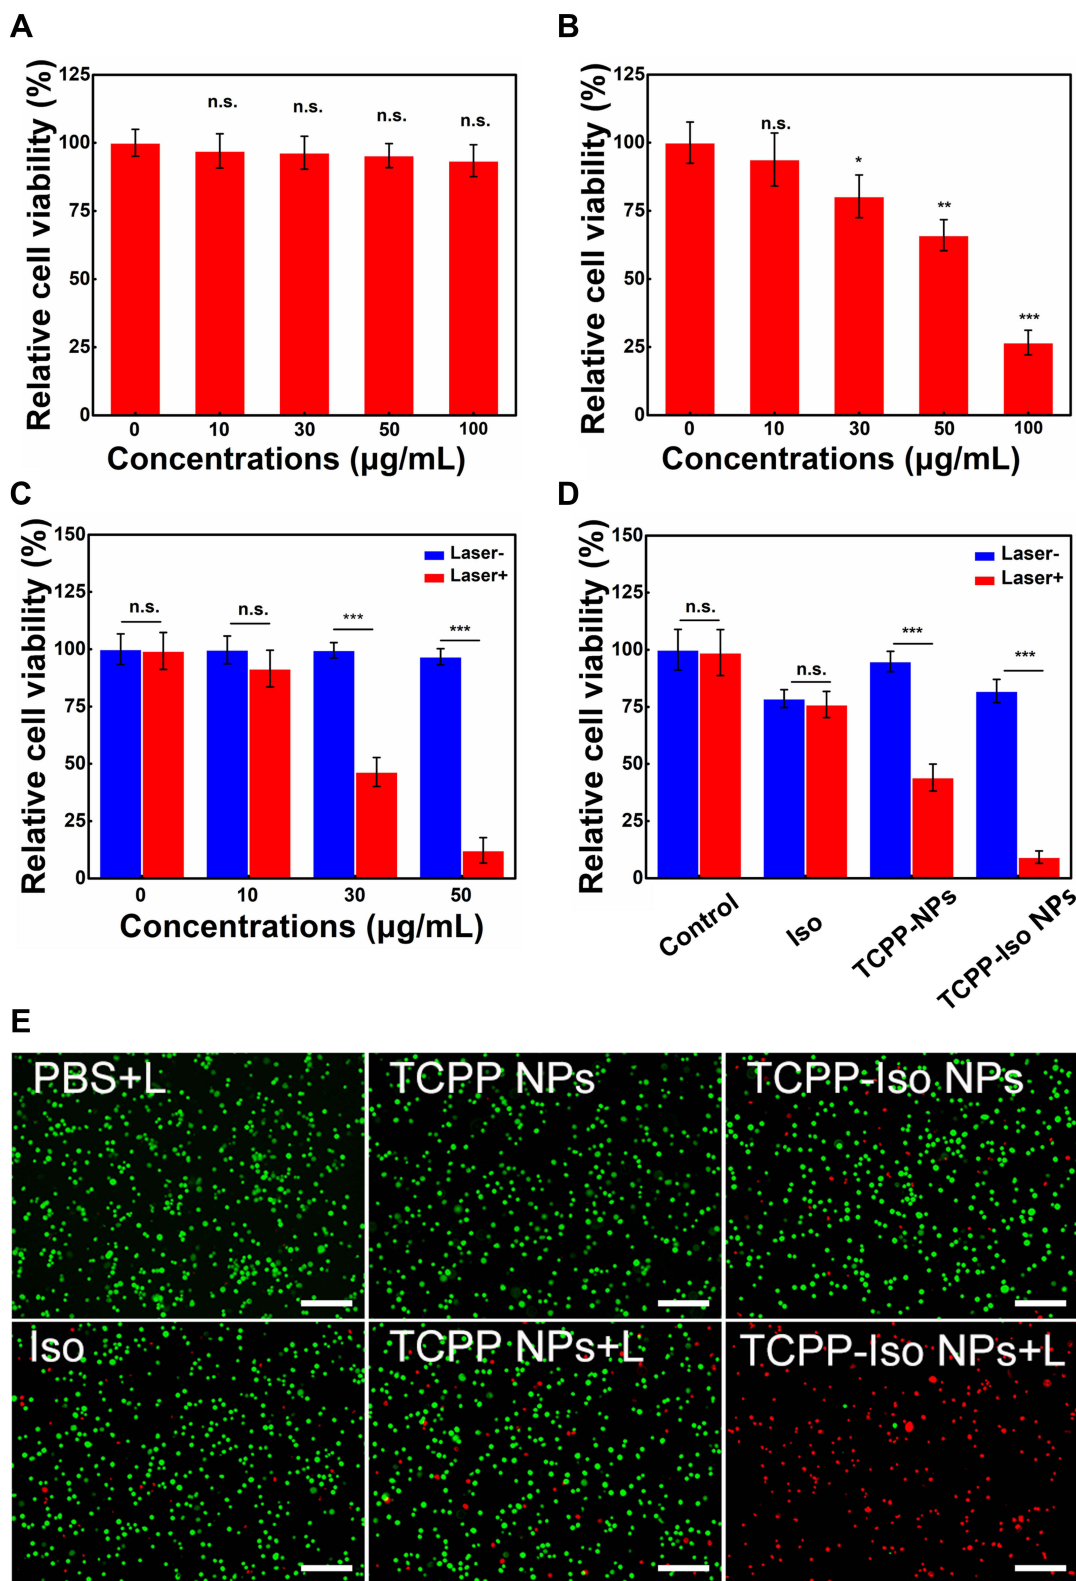 A
Relative cell viability (%)
125
100
75
50
25
0
n.s.
n.s.
n.s.
n.s.
0 10 30 50 100
Concentrations (µg/mL)
B
Relative cell viability (%)
125
100
75
50
25
0
n.s.
*
**
***
0 10 30 50 100
Concentrations (µg/mL)
C
Relative cell viability (%)
150
125
100
75
50
25
0
Laser-
Laser+
n.s.
n.s.
***
***
0 10 30 50
Concentrations (µg/mL)
D
Relative cell viability (%)
150
125
100
75
50
25
0
Laser-
Laser+
n.s.
n.s.
***
***
Control
Iso
TCPP-NPs
TCPP-Iso NPs
E
PBS+L
TCPP NPs
TCPP-Iso NPs
Iso
TCPP NPs+L
TCPP-Iso NPs+L